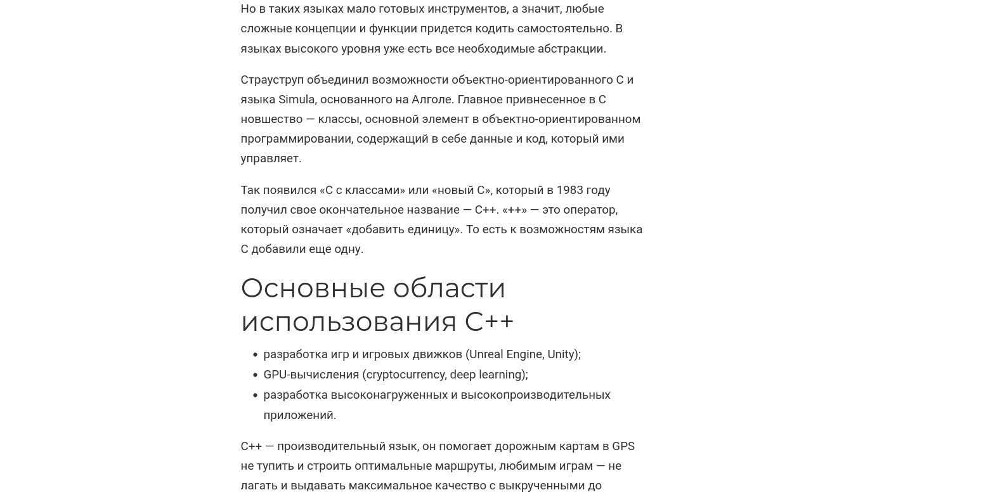 Но в таких языках мало готовых инструментов, а значит, любые
сложные концепции и функции придется кодить самостоятельно. В
языках высокого уровня уже есть все необходимые абстракции.
Страуструп объединил возможности объектно-ориентированного C и
языка Simula, основанного на Алголе. Главное привнесенное в C
новшество — классы, основной элемент в объектно-ориентированном
программировании, содержащий в себе данные и код, который ими
управляет.
Так появился «C с классами» или «новый C», который в 1983 году
получил свое окончательное название — C++. «++» — это оператор,
который означает «добавить единицу». То есть к возможностям языка
C добавили еще одну.
Основные области
использования C++
• разработка игр и игровых движков (Unreal Engine, Unity);
• GPU-вычисления (cryptocurrency, deep learning);
• разработка высоконагруженных и высокопроизводительных
приложений.
C++ — производительный язык, он помогает дорожным картам в GPS
не тупить и строить оптимальные маршруты, любимым играм — не
лагать и выдавать максимальное качество с выкрученными до